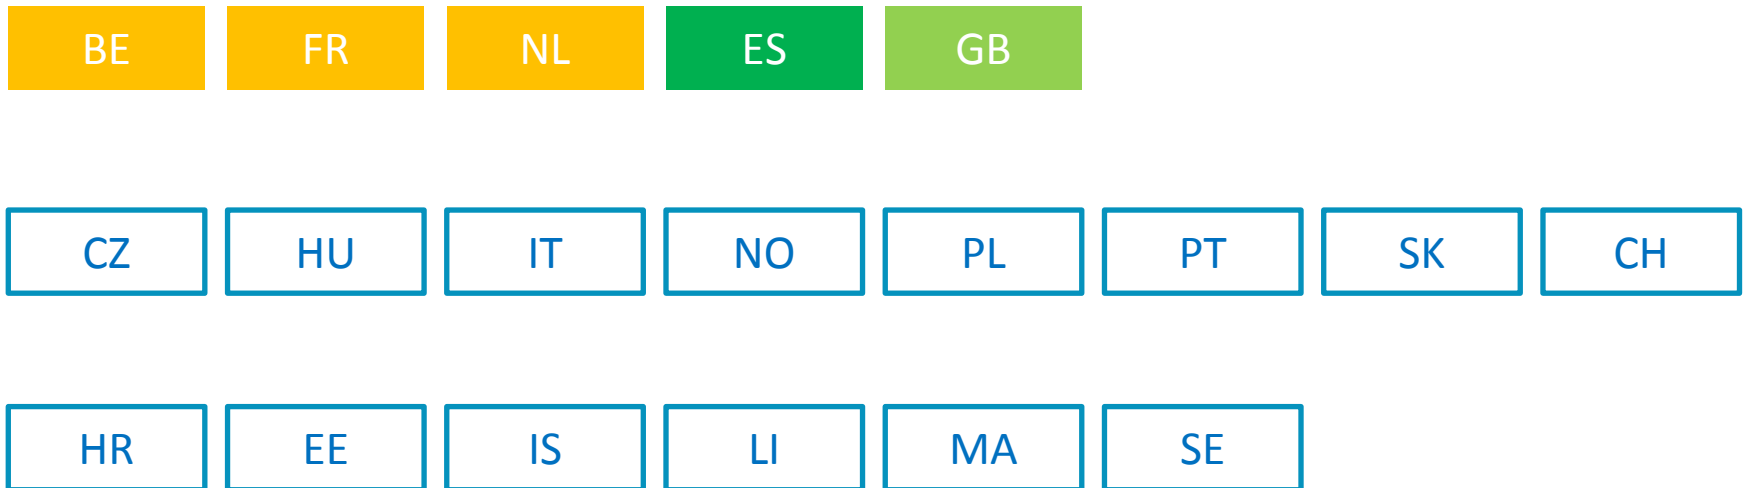 BE FR NL ES GB
CZ HU IT NO PL PT SK CH
HR EE IS LI MA SE